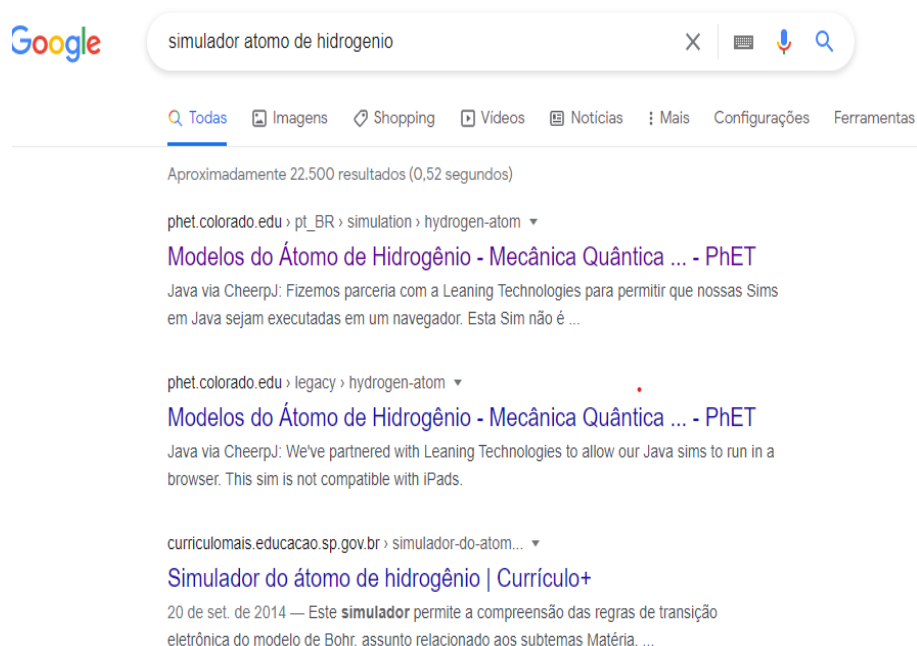 Google
simulador atomo de hidrogenio
Todas Imagens Shopping Vídeos Notícias Mais Configurações Ferramentas
Aproximadamente 22.500 resultados (0,52 segundos)
phet.colorado.edu › pt_BR › simulation › hydrogen-atom
Modelos do Átomo de Hidrogênio - Mecânica Quântica ... - PhET
Java via CheerpJ: Fizemos parceria com a Leaning Technologies para permitir que nossas Sims
em Java sejam executadas em um navegador. Esta Sim não é ...
phet.colorado.edu › legacy › hydrogen-atom
Modelos do Átomo de Hidrogênio - Mecânica Quântica ... - PhET
Java via CheerpJ: We've partnered with Leaning Technologies to allow our Java sims to run in a
browser. This sim is not compatible with iPads.
curriculomais.educacao.sp.gov.br › simulador-do-atom...
Simulador do átomo de hidrogênio | Currículo+
20 de set. de 2014 — Este simulador permite a compreensão das regras de transição
eletrônica do modelo de Bohr, assunto relacionado aos subtemas Matéria, ...